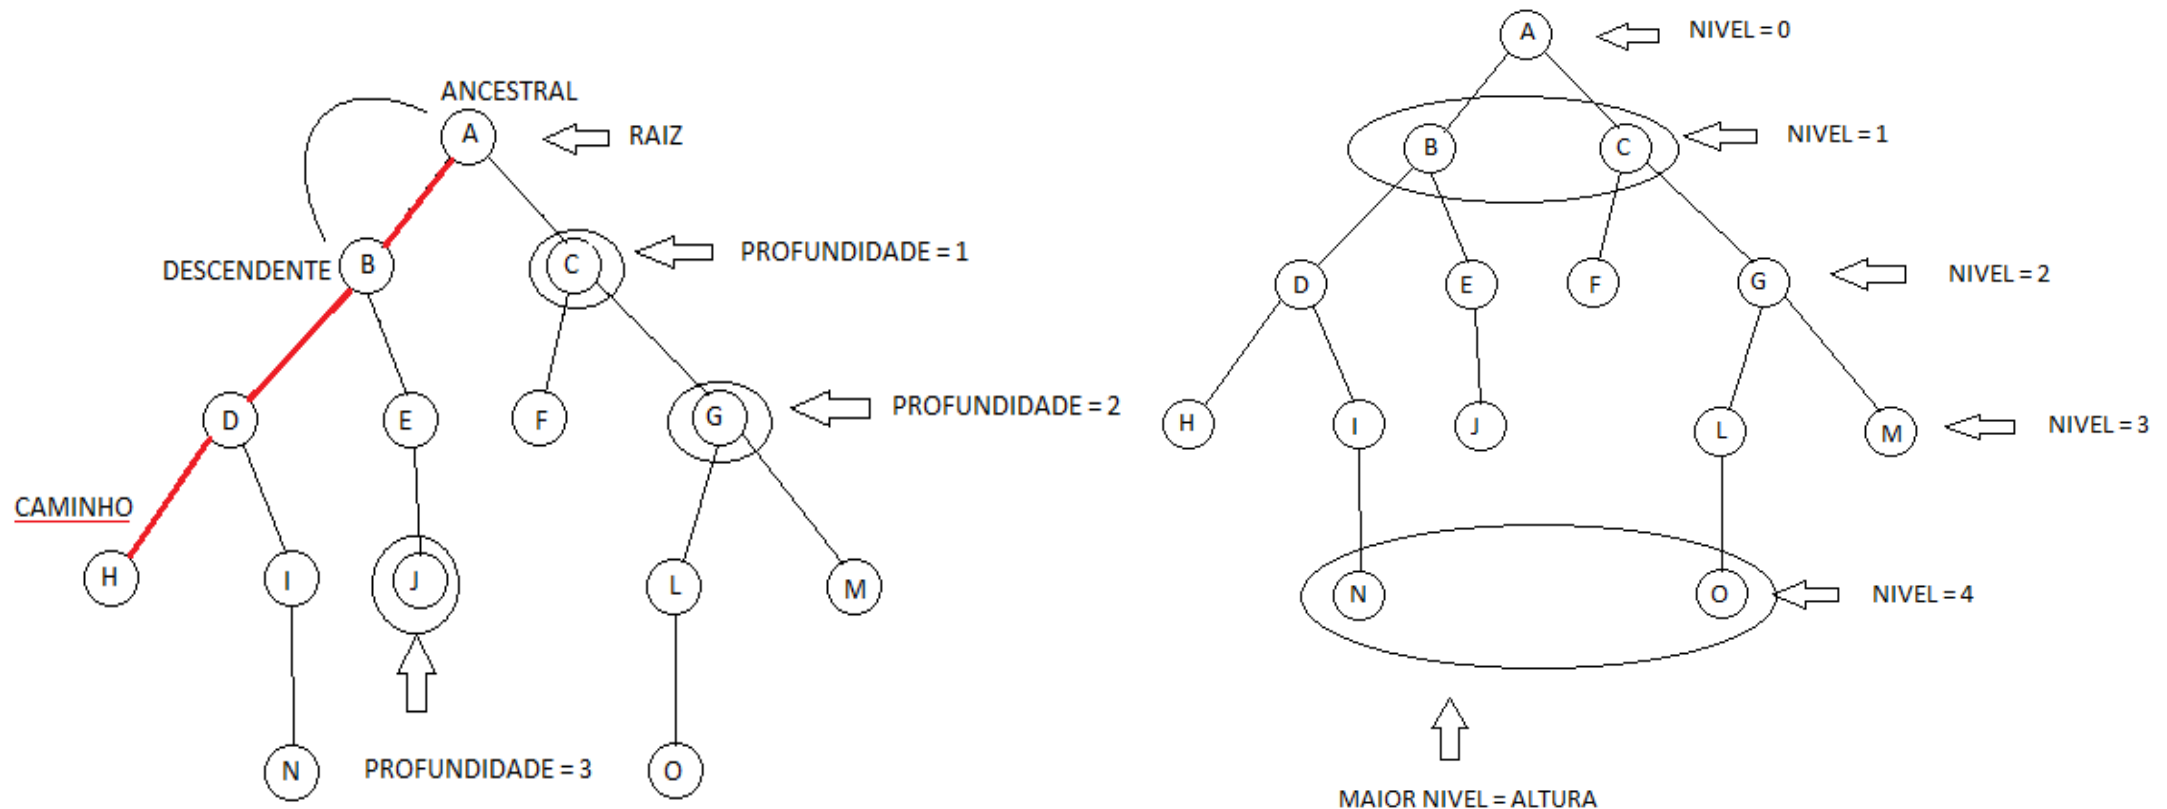 ANCESTRAL
A
RAIZ
DESCENDENTE
B
C
PROFUNDIDADE = 1
D
E
F
G
PROFUNDIDADE = 2
CAMINHO
H
I
J
L
M
N
PROFUNDIDADE = 3
O
A
NIVEL = 0
B
C
NIVEL = 1
D
E
F
G
NIVEL = 2
H
I
J
L
M
NIVEL = 3
N
O
NIVEL = 4
MAIOR NIVEL = ALTURA